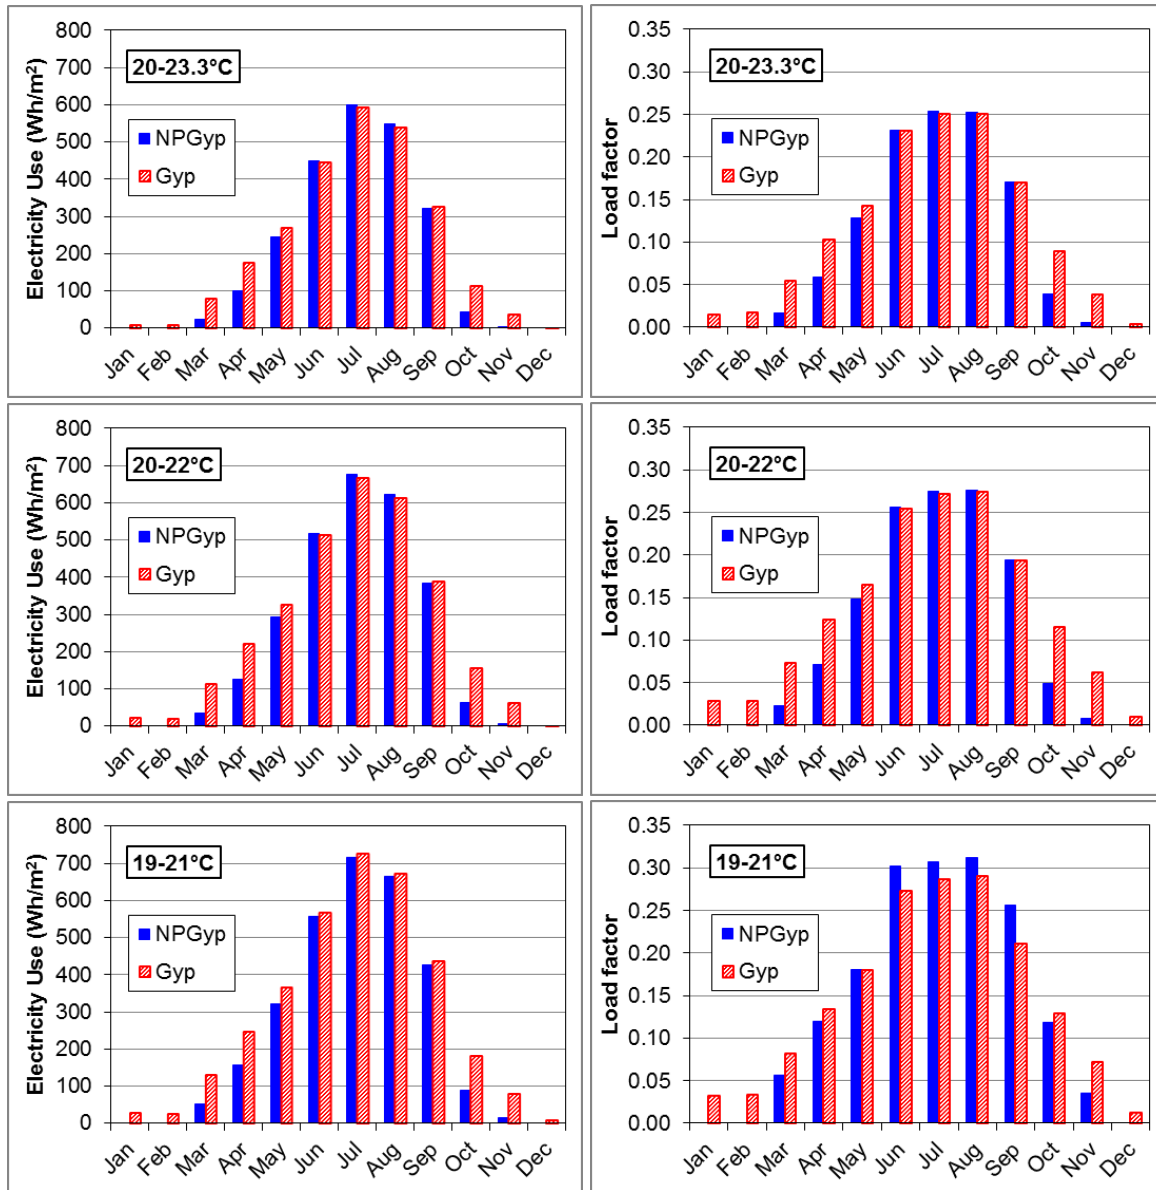 Electricity Use (Wh/m²)
800
700
600
500
400
300
200
100
0
20-23.3°C
NPGyp
Gyp
Jan Feb Mar Apr May Jun Jul Aug Sep Oct Nov Dec
Load factor
0.35
0.30
0.25
0.20
0.15
0.10
0.05
0.00
20-23.3°C
NPGyp
Gyp
Jan Feb Mar Apr May Jun Jul Aug Sep Oct Nov Dec
Electricity Use (Wh/m²)
800
700
600
500
400
300
200
100
0
20-22°C
NPGyp
Gyp
Jan Feb Mar Apr May Jun Jul Aug Sep Oct Nov Dec
Load factor
0.35
0.30
0.25
0.20
0.15
0.10
0.05
0.00
20-22°C
NPGyp
Gyp
Jan Feb Mar Apr May Jun Jul Aug Sep Oct Nov Dec
Electricity Use (Wh/m²)
800
700
600
500
400
300
200
100
0
19-21°C
NPGyp
Gyp
Jan Feb Mar Apr May Jun Jul Aug Sep Oct Nov Dec
Load factor
0.35
0.30
0.25
0.20
0.15
0.10
0.05
0.00
19-21°C
NPGyp
Gyp
Jan Feb Mar Apr May Jun Jul Aug Sep Oct Nov Dec